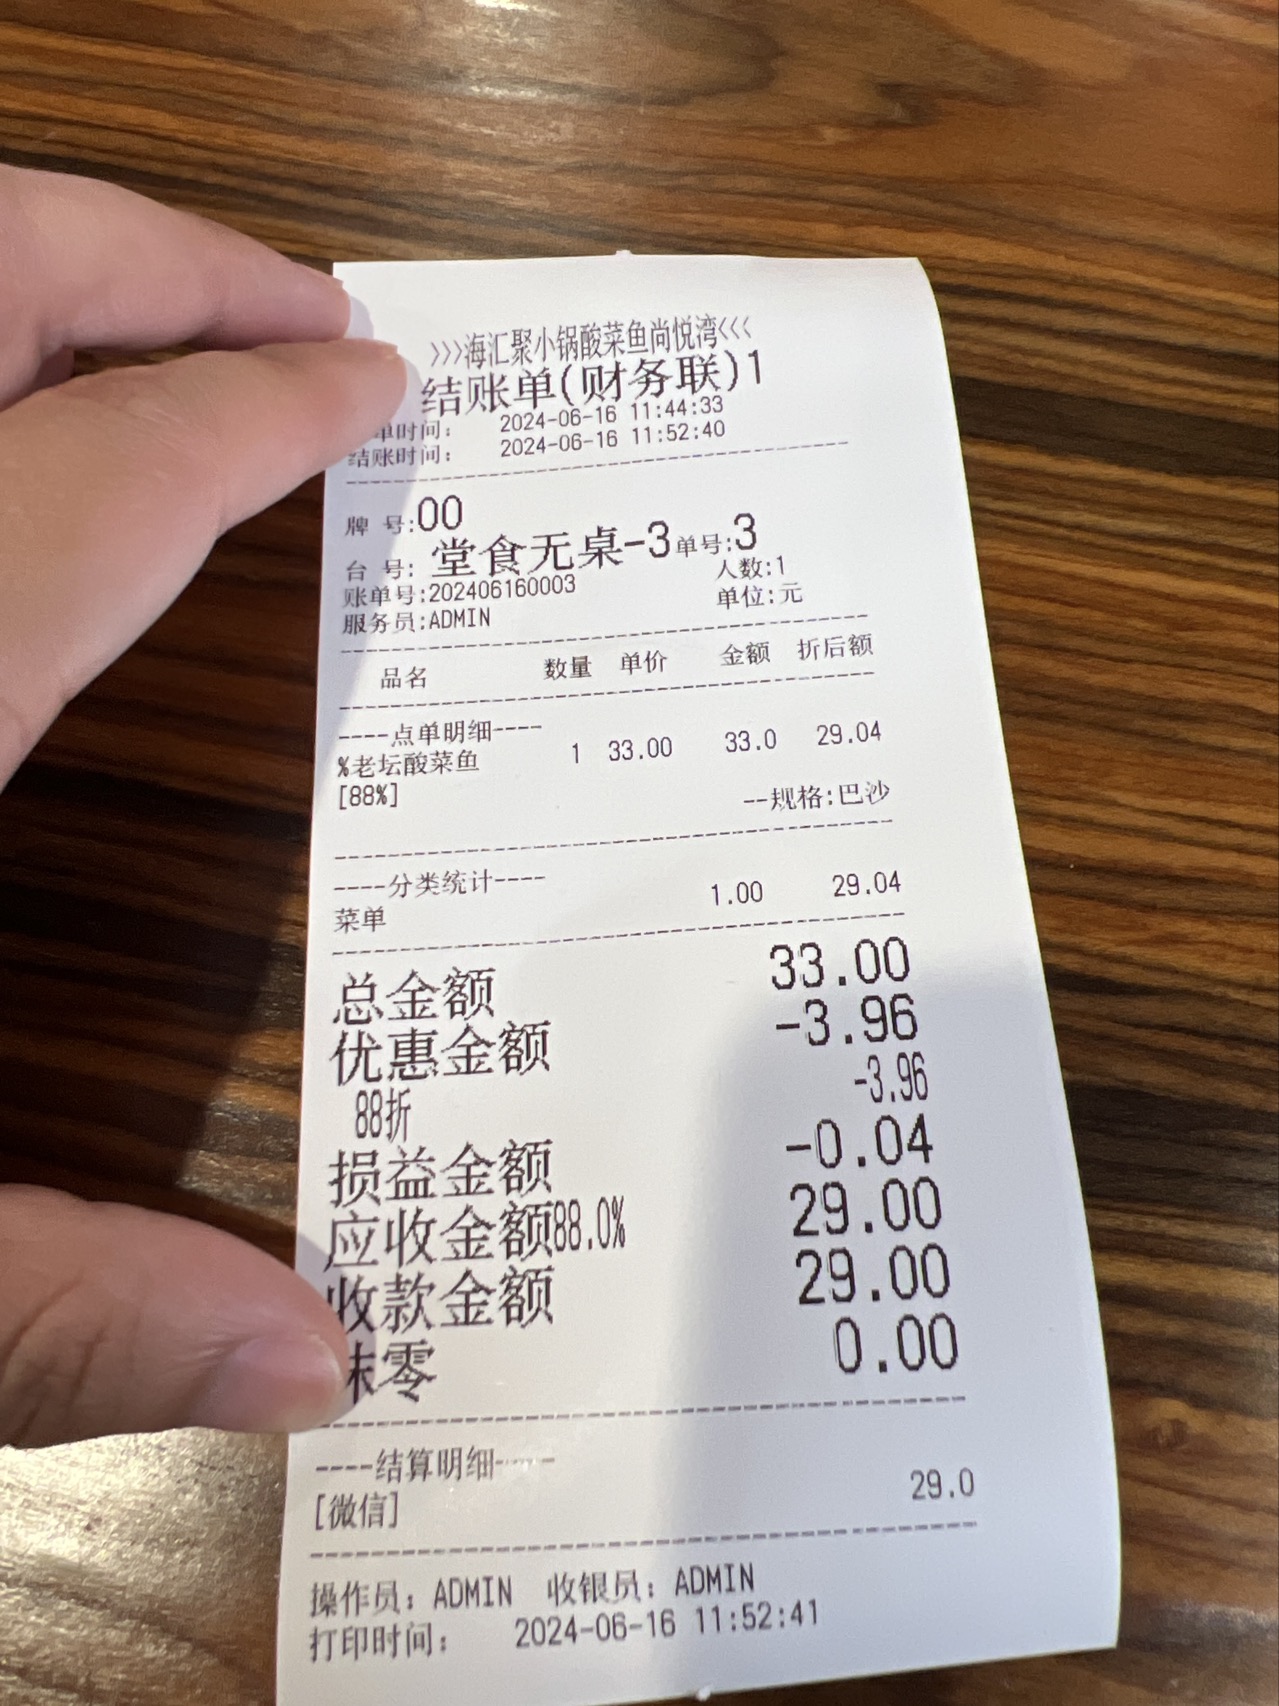 >>>海汇聚小锅酸菜鱼尚悦湾<<<
结账单(财务联)1
单时间: 2024-06-16 11:44:33
结账时间: 2024-06-16 11:52:40
牌 号:00
台 号: 堂食无桌-3 单号:3
账单号:202406160003 人数:1
服务员:ADMIN 单位:元
品名 数量 单价 金额 折后额
----点单明细----
%老坛酸菜鱼 1 33.00 33.0 29.04
[88%]
--规格:巴沙
----分类统计----
菜单 1.00 29.04
总金额 33.00
优惠金额 -3.96
88折 -3.96
损益金额 -0.04
应收金额88.0% 29.00
收款金额 29.00
抹零 0.00
----结算明细----
[微信] 29.0
操作员: ADMIN 收银员: ADMIN
打印时间: 2024-06-16 11:52:41